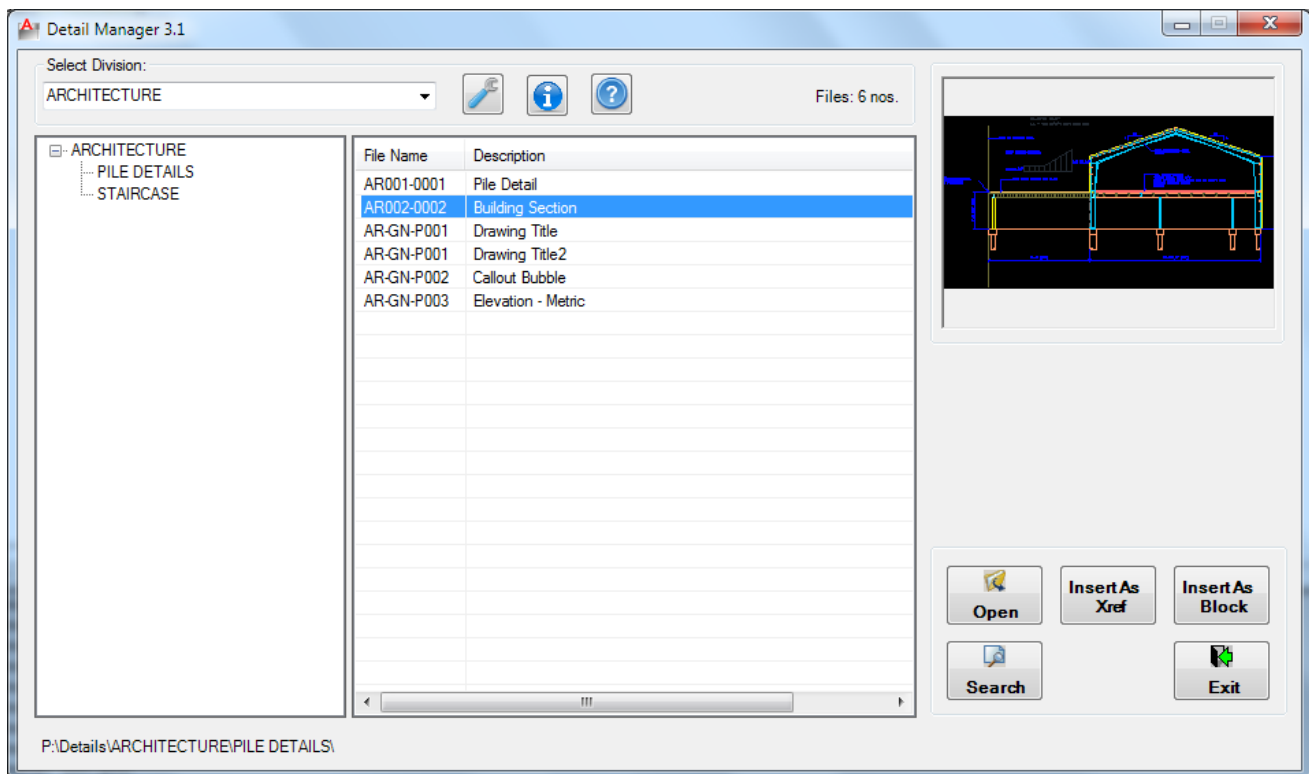 Detail Manager 3.1
Select Division:
ARCHITECTURE
Files: 6 nos.
ARCHITECTURE
PILE DETAILS
STAIRCASE
File Name Description
AR001-0001 Pile Detail
AR002-0002 Building Section
AR-GN-P001 Drawing Title
AR-GN-P001 Drawing Title2
AR-GN-P002 Callout Bubble
AR-GN-P003 Elevation - Metric
Open
Insert As
Xref
Insert As
Block
Search
Exit
P:\Details\ARCHITECTURE\PILE DETAILS\